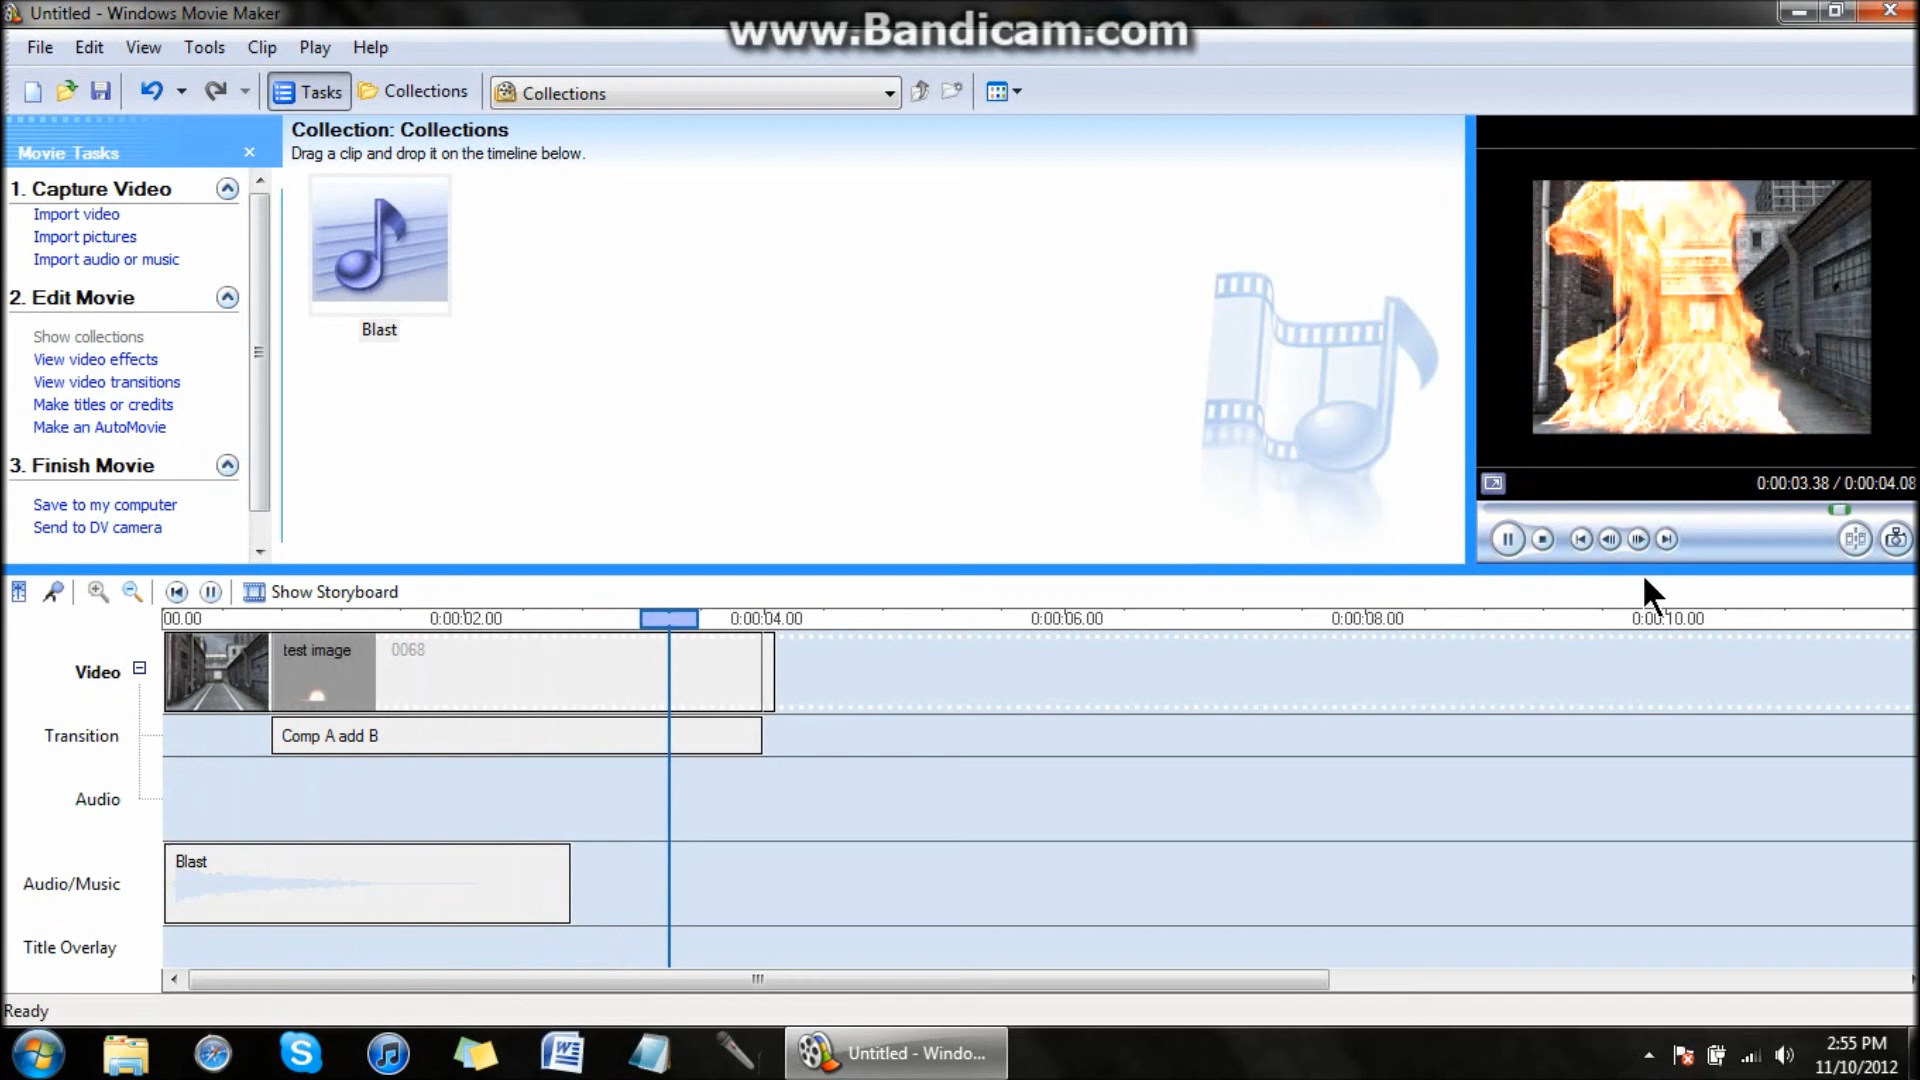 Untitled - Windows Movie Maker
www.Bandicam.com
File Edit View Tools Clip Play Help
Tasks Collections Collections
Movie Tasks
Collection: Collections
Drag a clip and drop it on the timeline below.
1. Capture Video
Import video
Import pictures
Import audio or music
2. Edit Movie
Show collections
View video effects
View video transitions
Make titles or credits
Make an AutoMovie
3. Finish Movie
Save to my computer
Send to DV camera
Blast
0:00:03.38 / 0:00:04.08
Show Storyboard
00.00 0:00:02.00 0:00:04.00 0:00:06.00 0:00:08.00 0:00:10.00
Video
test image 0068
Transition
Comp A add B
Audio
Audio/Music
Blast
Title Overlay
Ready
Untitled - Windo...
2:55 PM
11/10/2012